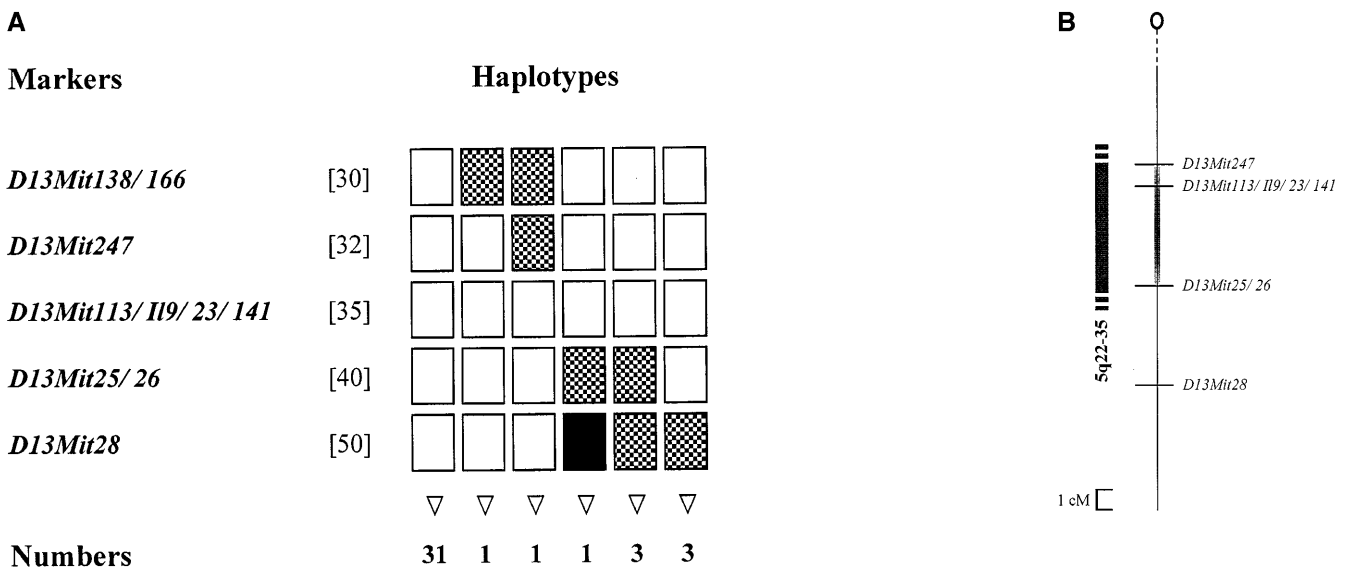 A
Markers
Haplotypes
D13Mit138/ 166 [30]
D13Mit247 [32]
D13Mit113/ Il9/ 23/ 141 [35]
D13Mit25/ 26 [40]
D13Mit28 [50]
Numbers 31 1 1 1 3 3
B
D13Mit247
D13Mit113/ Il9/ 23/ 141
D13Mit25/ 26
5q22-35
D13Mit28
1 cM